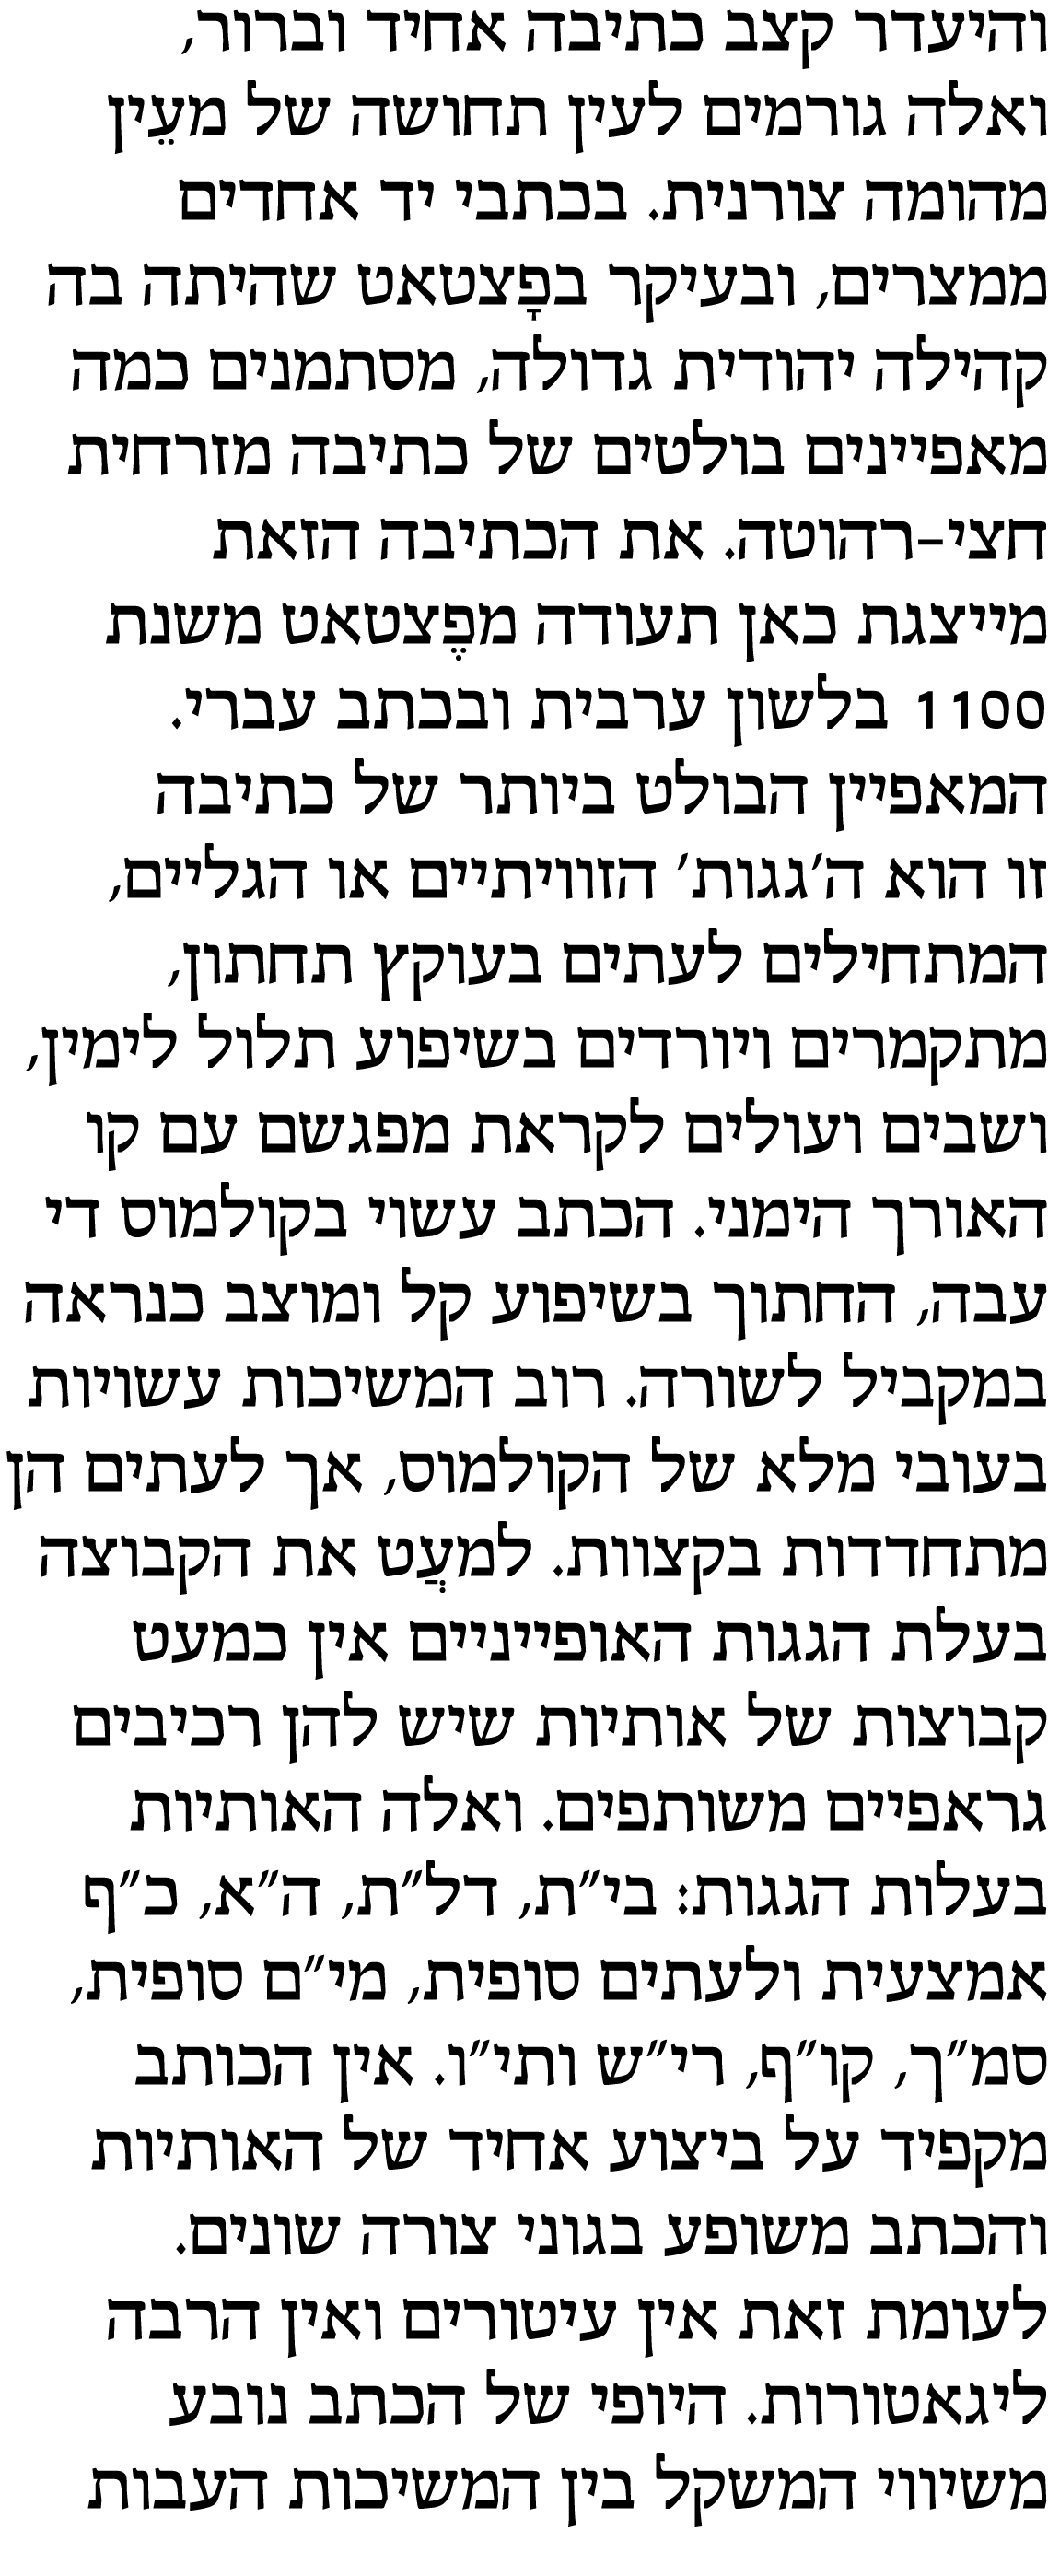 והיעדר קצב כתיבה אחיד וברור,
ואלה גורמים לעין תחושה של מעֵין
מהומה צורנית. בכתבי יד אחדים
ממצרים, ובעיקר בפָצטאט שהיתה בה
קהילה יהודית גדולה, מסתמנים כמה
מאפיינים בולטים של כתיבה מזרחית
חצי-רהוטה. את הכתיבה הזאת
מייצגת כאן תעודה מפֶצטאט משנת
1100 בלשון ערבית ובכתב עברי.
המאפיין הבולט ביותר של כתיבה
זו הוא ה'גגות' הזוויתיים או הגליים,
המתחילים לעתים בעוקץ תחתון,
מתקמרים ויורדים בשיפוע תלול לימין,
ושבים ועולים לקראת מפגשם עם קו
האורך הימני. הכתב עשוי בקולמוס די
עבה, החתוך בשיפוע קל ומוצב כנראה
במקביל לשורה. רוב המשיכות עשויות
בעובי מלא של הקולמוס, אך לעתים הן
מתחדדות בקצוות. למעְֲט את הקבוצה
בעלת הגגות האופייניים אין כמעט
קבוצות של אותיות שיש להן רכיבים
גראפיים משותפים. ואלה האותיות
בעלות הגגות: בי"ת, דל"ת, ה"א, כ"ף
אמצעית ולעתים סופית, מי"ם סופית,
סמ"ך, קו"ף, רי"ש ותי"ו. אין הכותב
מקפיד על ביצוע אחיד של האותיות
והכתב משופע בגוני צורה שונים.
לעומת זאת אין עיטורים ואין הרבה
ליגאטורות. היופי של הכתב נובע
משיווי המשקל בין המשיכות העבות